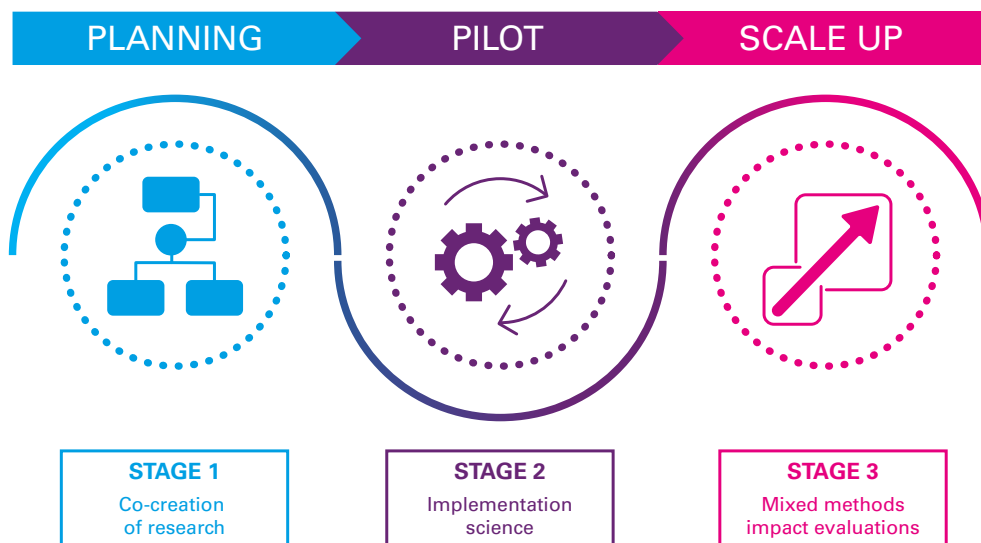 PLANNING
PILOT
SCALE UP
STAGE 1
Co-creation
of research
STAGE 2
Implementation
science
STAGE 3
Mixed methods
impact evaluations